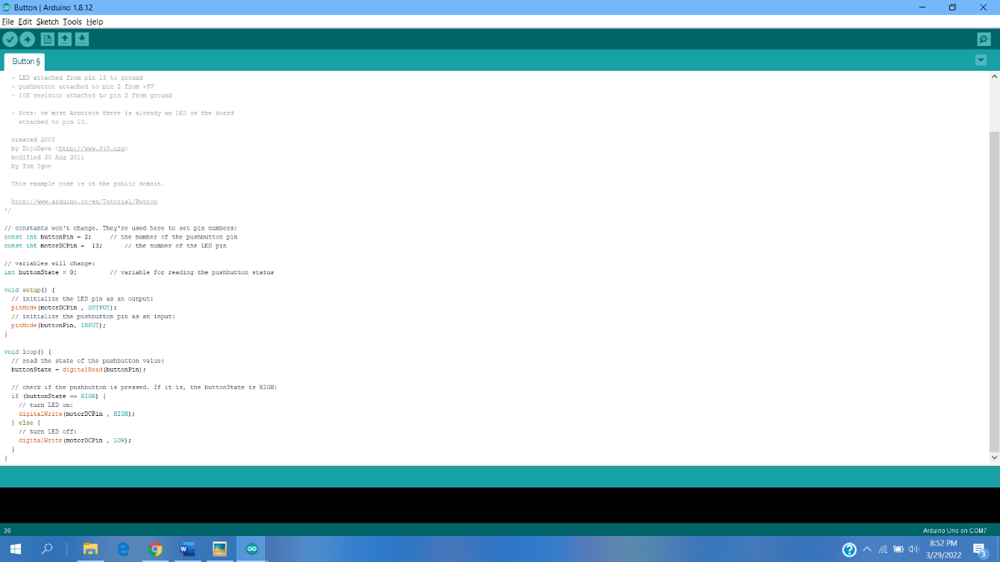 Button | Arduino 1.8.12
File Edit Sketch Tools Help
Button §
- LED attached from pin 13 to ground
- pushbutton attached to pin 2 from +5V
- 10K resistor attached to pin 2 from ground
- Note: on most Arduinos there is already an LED on the board
attached to pin 13.
created 2005
by DojoDave <http://www.0j0.org>
modified 30 Aug 2011
by Tom Igoe
This example code is in the public domain.
http://www.arduino.cc/en/Tutorial/Button
*/
// constants won't change. They're used here to set pin numbers:
const int buttonPin = 2;     // the number of the pushbutton pin
const int motorDCPin =  13;      // the number of the LED pin
// variables will change:
int buttonState = 0;         // variable for reading the pushbutton status
void setup() {
// initialize the LED pin as an output:
pinMode(motorDCPin , OUTPUT);
// initialize the pushbutton pin as an input:
pinMode(buttonPin, INPUT);
}
void loop() {
// read the state of the pushbutton value:
buttonState = digitalRead(buttonPin);
// check if the pushbutton is pressed. If it is, the buttonState is HIGH:
if (buttonState == HIGH) {
// turn LED on:
digitalWrite(motorDCPin , HIGH);
} else {
// turn LED off:
digitalWrite(motorDCPin , LOW);
}
}
36
Arduino Uno on COM7
8:52 PM
3/29/2022
3